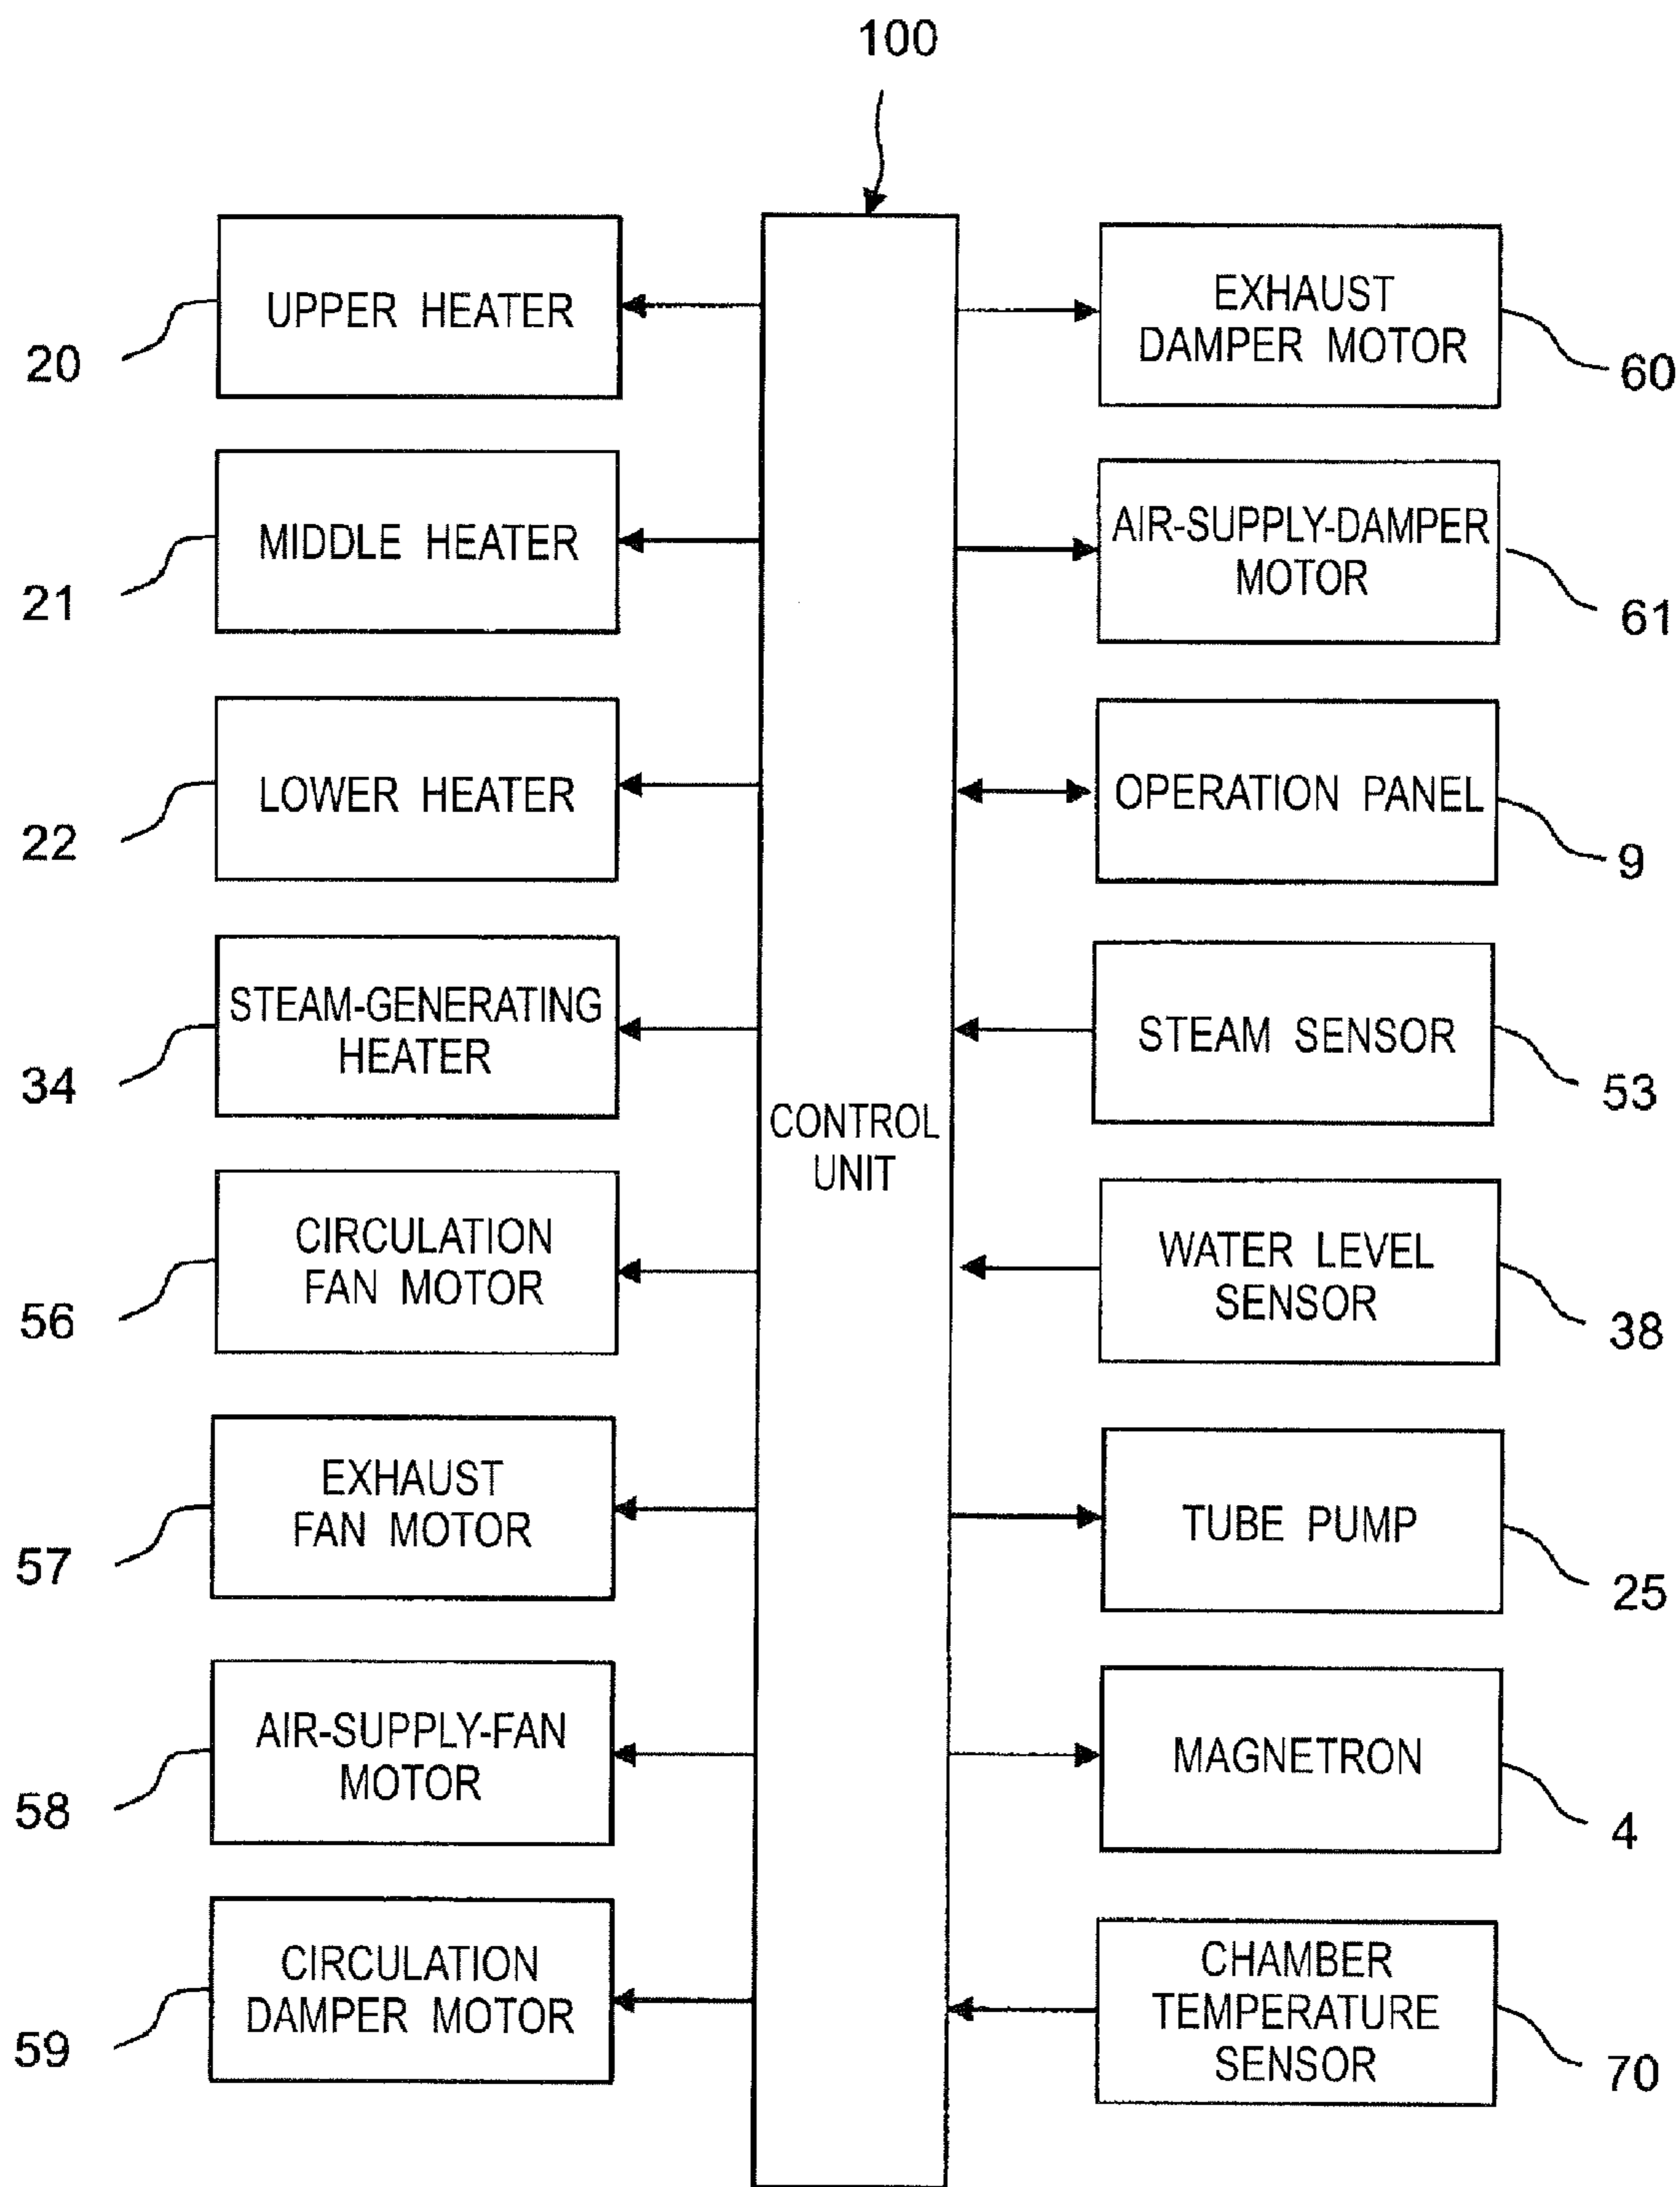 100
UPPER HEATER
20
MIDDLE HEATER
21
LOWER HEATER
22
STEAM-GENERATING
HEATER
34
CIRCULATION
FAN MOTOR
56
EXHAUST
FAN MOTOR
57
AIR-SUPPLY-FAN
MOTOR
58
CIRCULATION
DAMPER MOTOR
59
CONTROL
UNIT
EXHAUST
DAMPER MOTOR
60
AIR-SUPPLY-DAMPER
MOTOR
61
OPERATION PANEL
9
STEAM SENSOR
53
WATER LEVEL
SENSOR
38
TUBE PUMP
25
MAGNETRON
4
CHAMBER
TEMPERATURE
SENSOR
70